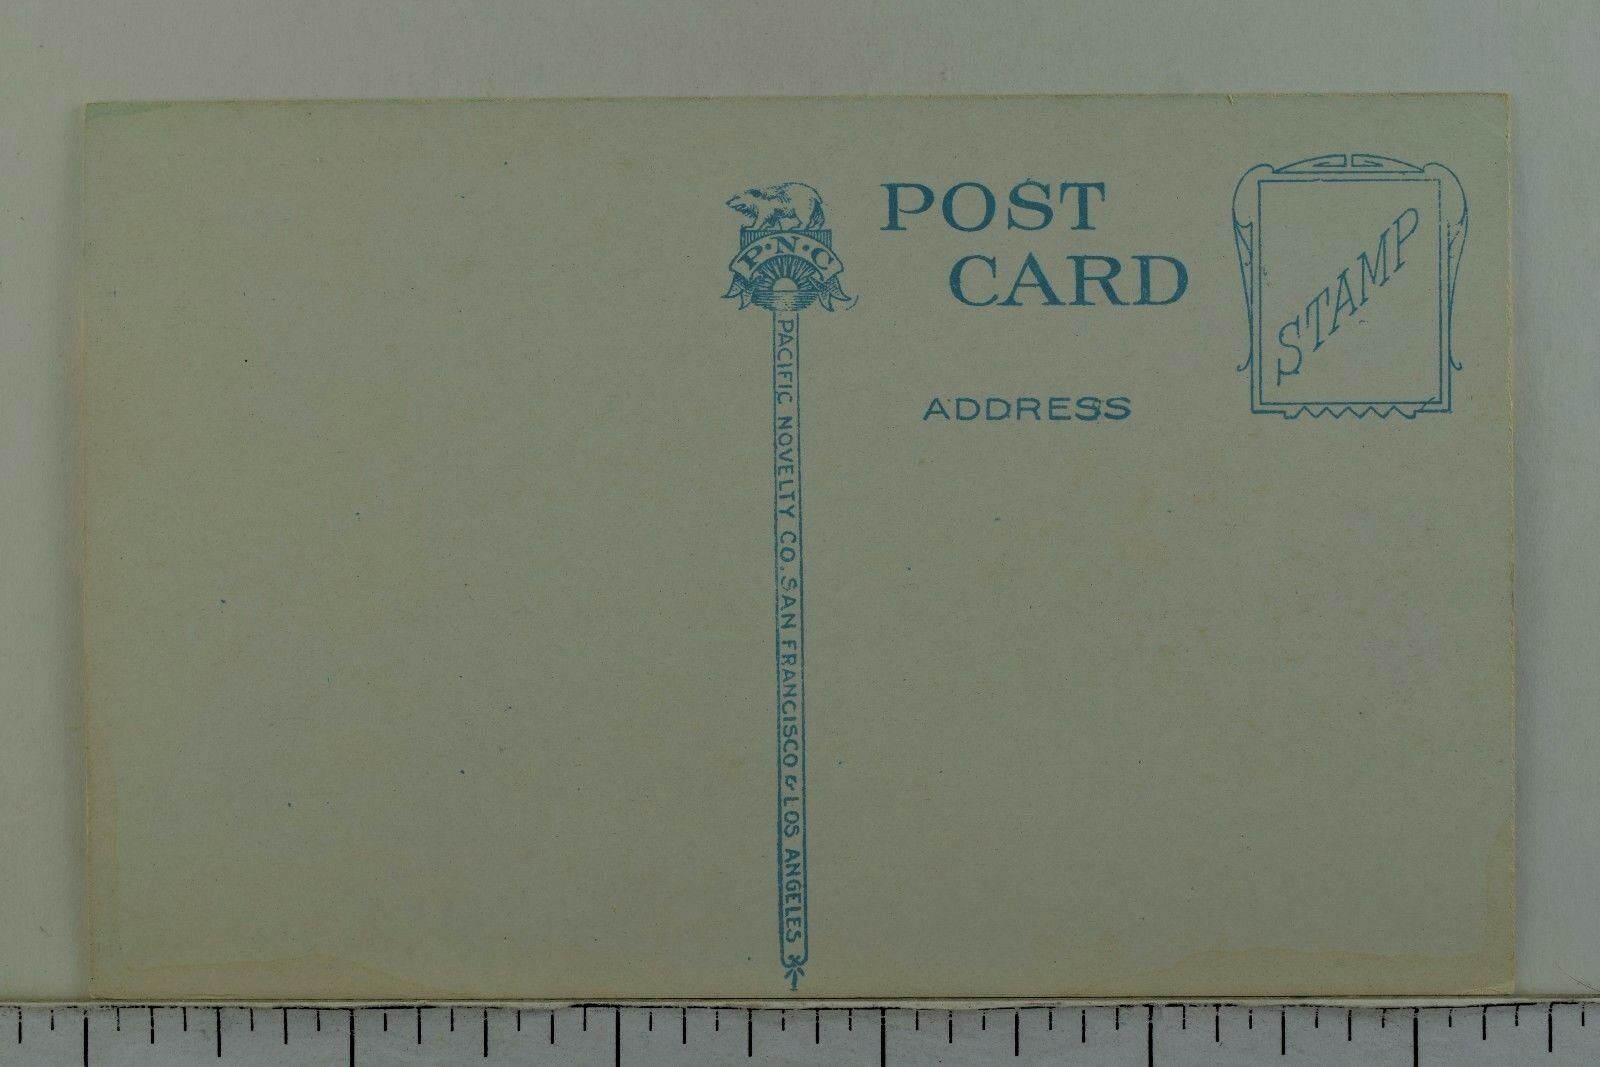 P·N·C
POST
CARD
STAMP
ADDRESS
PACIFIC NOVELTY CO. SAN FRANCISCO & LOS ANGELES